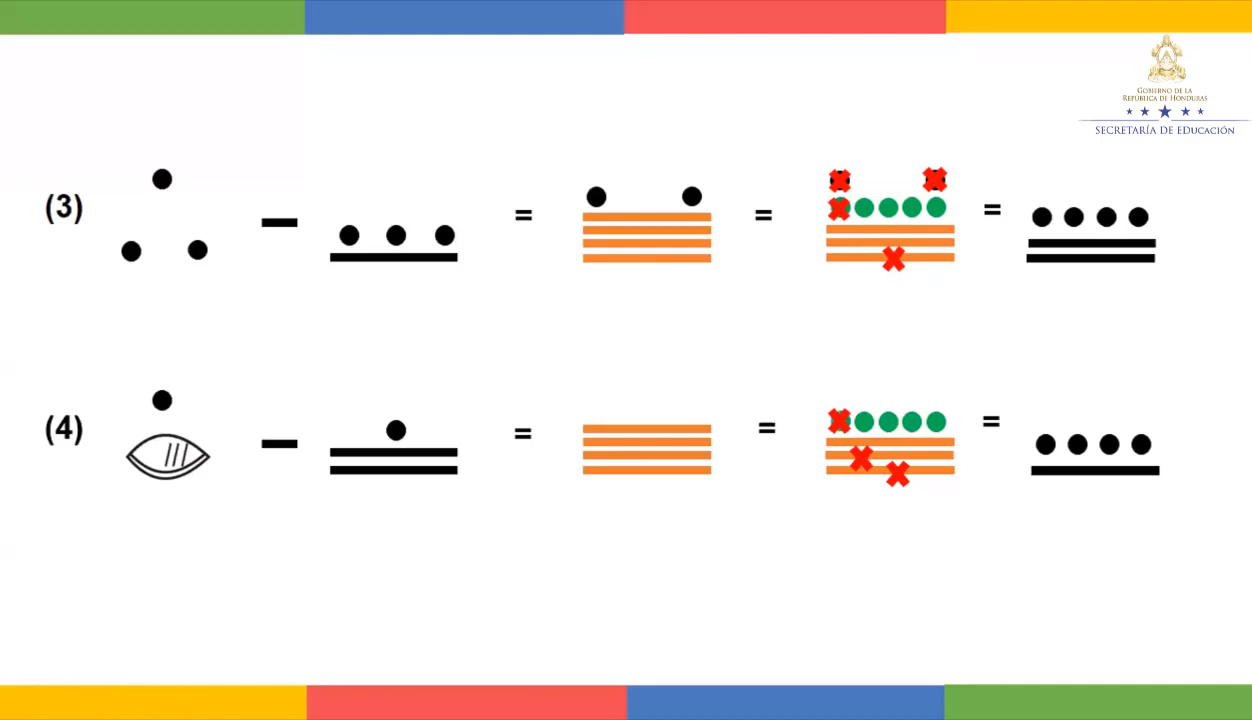 GOBIERNO DE LA
REPÚBLICA DE HONDURAS
SECRETARÍA DE EDUCACIÓN
(3) − = = =
(4) − = = =